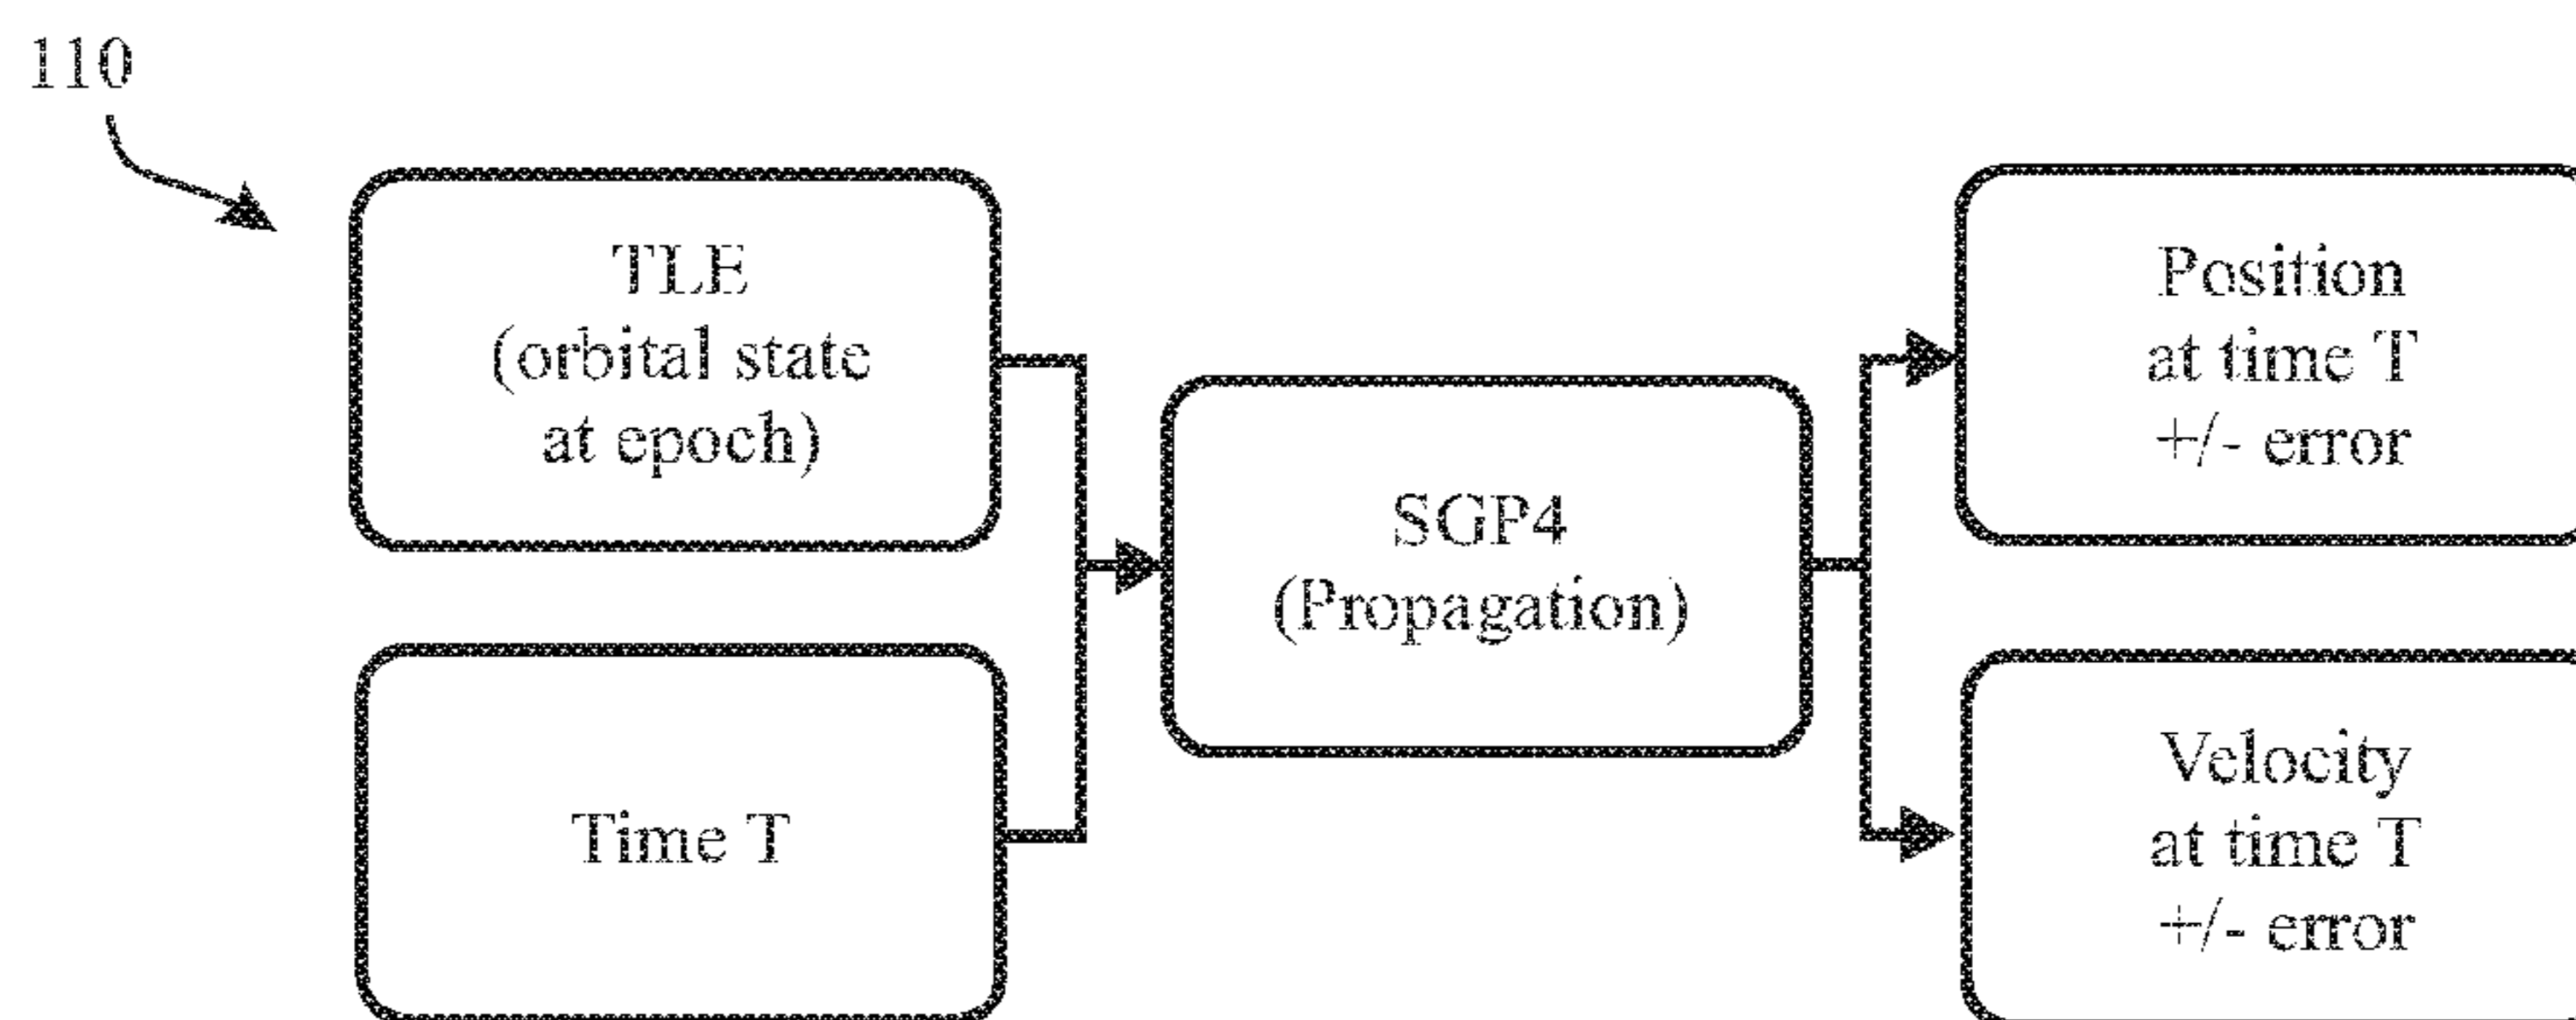 110
TLE
(orbital state
at epoch)
Time T
SGP4
(Propagation)
Position
at time T
+/- error
Velocity
at time T
+/- error